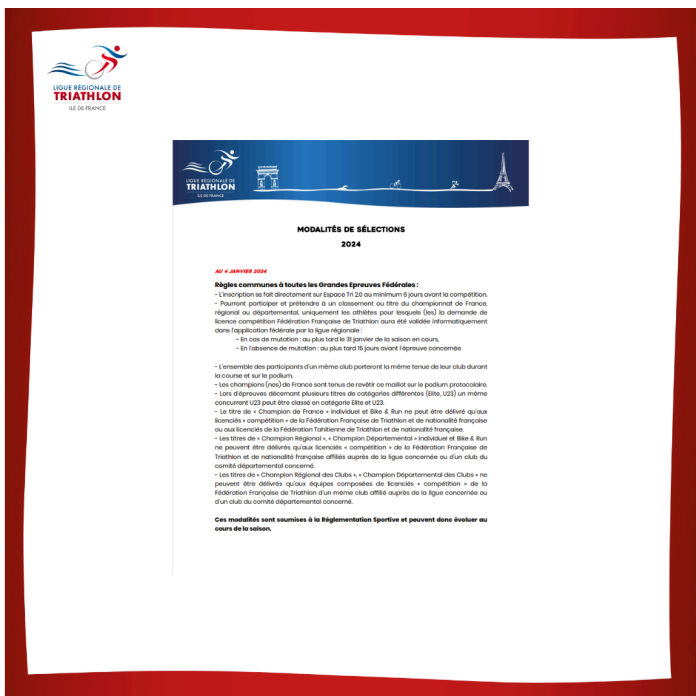 LIGUE RÉGIONALE DE
TRIATHLON
ILE DE FRANCE
LIGUE RÉGIONALE DE
TRIATHLON
ILE DE FRANCE
MODALITÉS DE SÉLECTIONS
2024
AU 4 JANVIER 2024
Règles communes à toutes les Grandes Epreuves Fédérales :
- L'inscription se fait directement sur Espace Tri 2.0 au minimum 6 jours avant la compétition.
- Pourront participer et prétendre à un classement ou titre du championnat de France,
régional ou départemental, uniquement les athlètes pour lesquels (les) la demande de
licence compétition Fédération Française de Triathlon aura été validée informatiquement
dans l'application fédérale par la ligue régionale :
- En cas de mutation : au plus tard le 31 janvier de la saison en cours,
- En l'absence de mutation : au plus tard 15 jours avant l'épreuve concernée
- L'ensemble des participants d'un même club porteront la même tenue de leur club durant
la course et sur le podium.
- Les champions (nes) de France sont tenus de revêtir ce maillot sur le podium protocolaire.
- Lors d'épreuves décernant plusieurs titres de catégories différentes (Elite, U23) un même
concurrent U23 peut être classé en catégorie Elite et U23.
- Le titre de « Champion de France » individuel et Bike & Run ne peut être délivré qu'aux
licenciés « compétition » de la Fédération Française de Triathlon et de nationalité française
ou aux licenciés de la Fédération Tahitienne de Triathlon et de nationalité française.
- Les titres de « Champion Régional », « Champion Départemental » individuel et Bike & Run
ne peuvent être délivrés qu'aux licenciés « compétition » de la Fédération Française de
Triathlon et de nationalité française affiliés auprès de la ligue concernée ou d'un club du
comité départemental concerné.
- Les titres de « Champion Régional des Clubs », « Champion Départemental des Clubs » ne
peuvent être délivrés qu'aux équipes composées de licenciés « compétition » de la
Fédération Française de Triathlon d'un même club affilié auprès de la ligue concernée ou
d'un club du comité départemental concerné.
Ces modalités sont soumises à la Réglementation Sportive et peuvent donc évoluer au
cours de la saison.